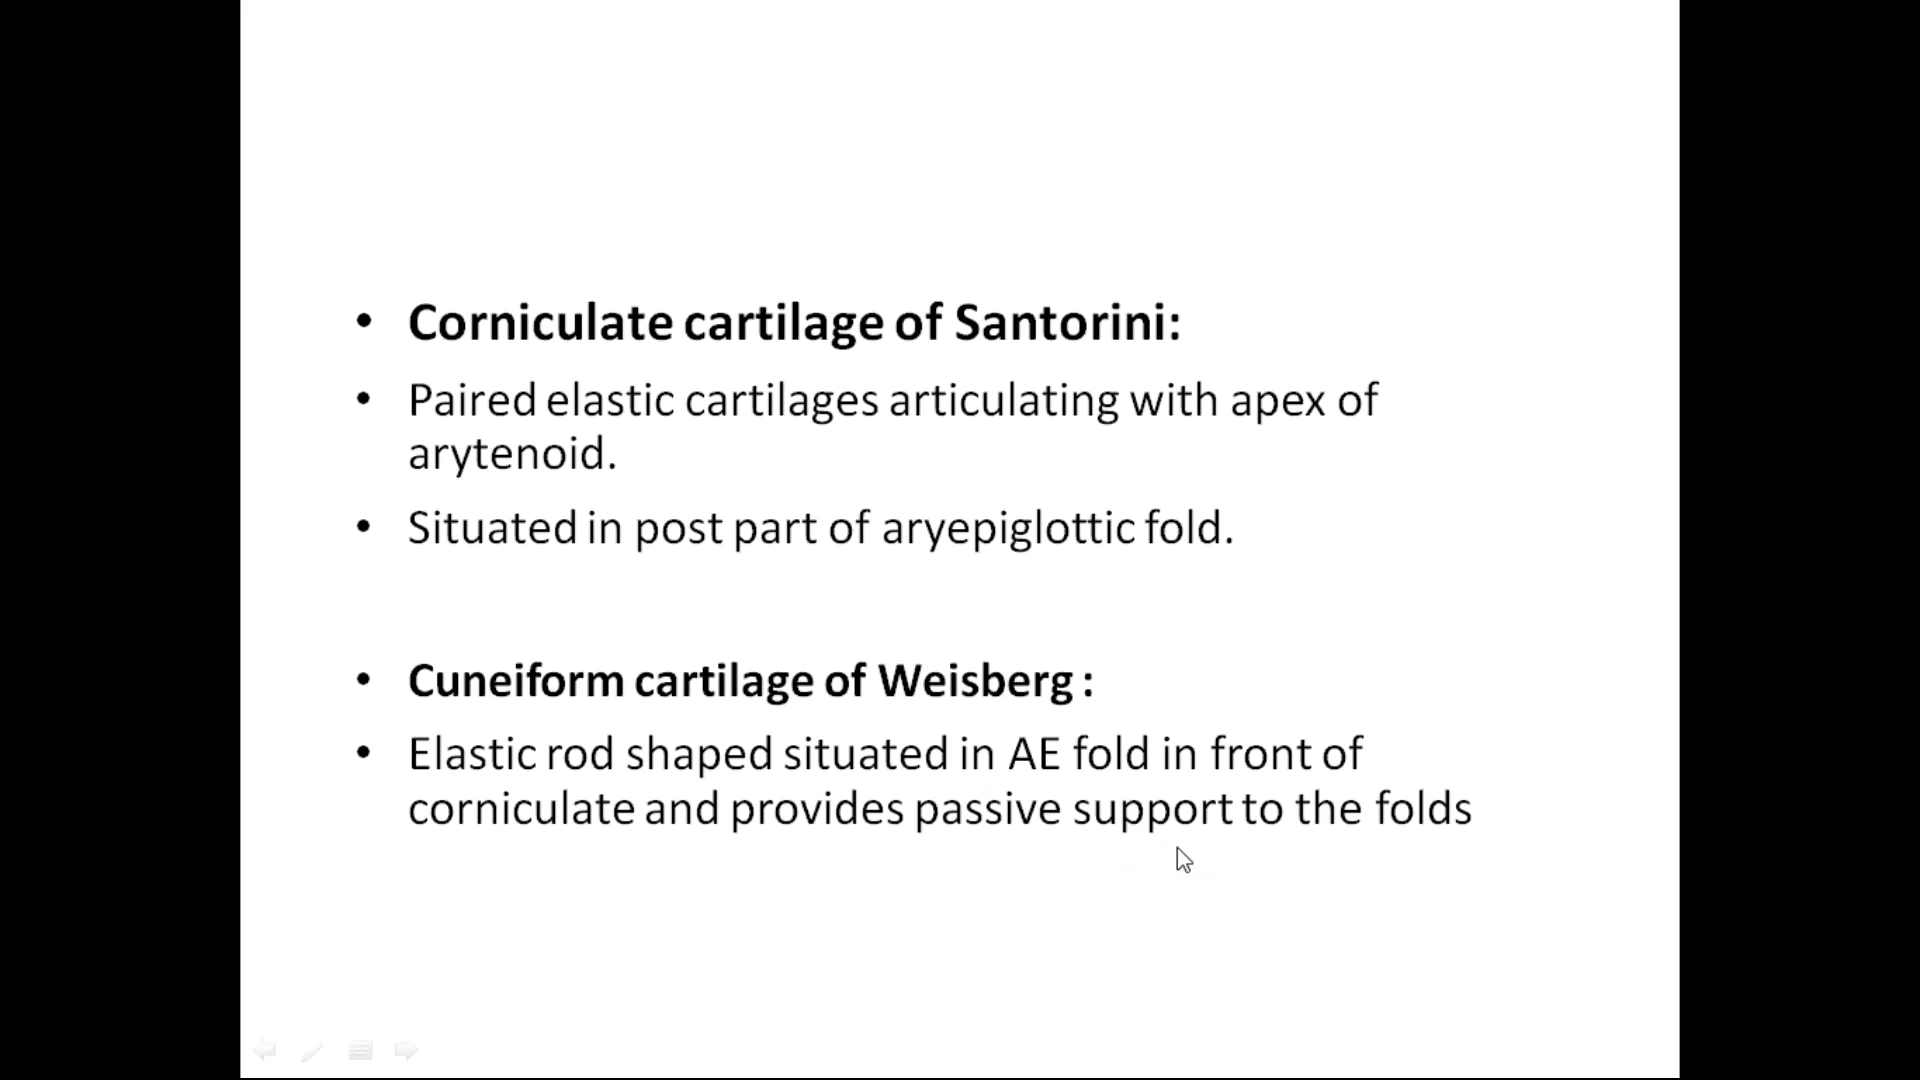 • Corniculate cartilage of Santorini:
• Paired elastic cartilages articulating with apex of
arytenoid.
• Situated in post part of aryepiglottic fold.
• Cuneiform cartilage of Weisberg :
• Elastic rod shaped situated in AE fold in front of
corniculate and provides passive support to the folds